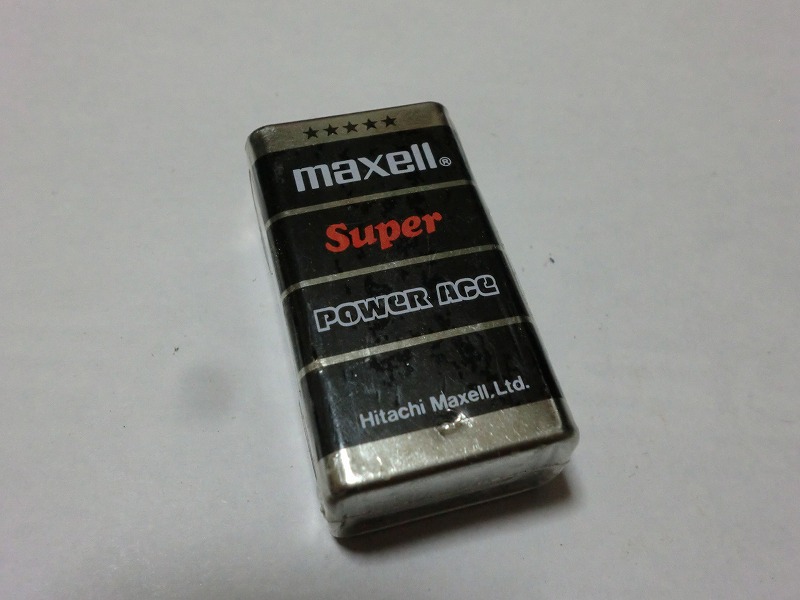 ★★★★★
maxell®
Super
POWER ACE
Hitachi Maxell, Ltd.